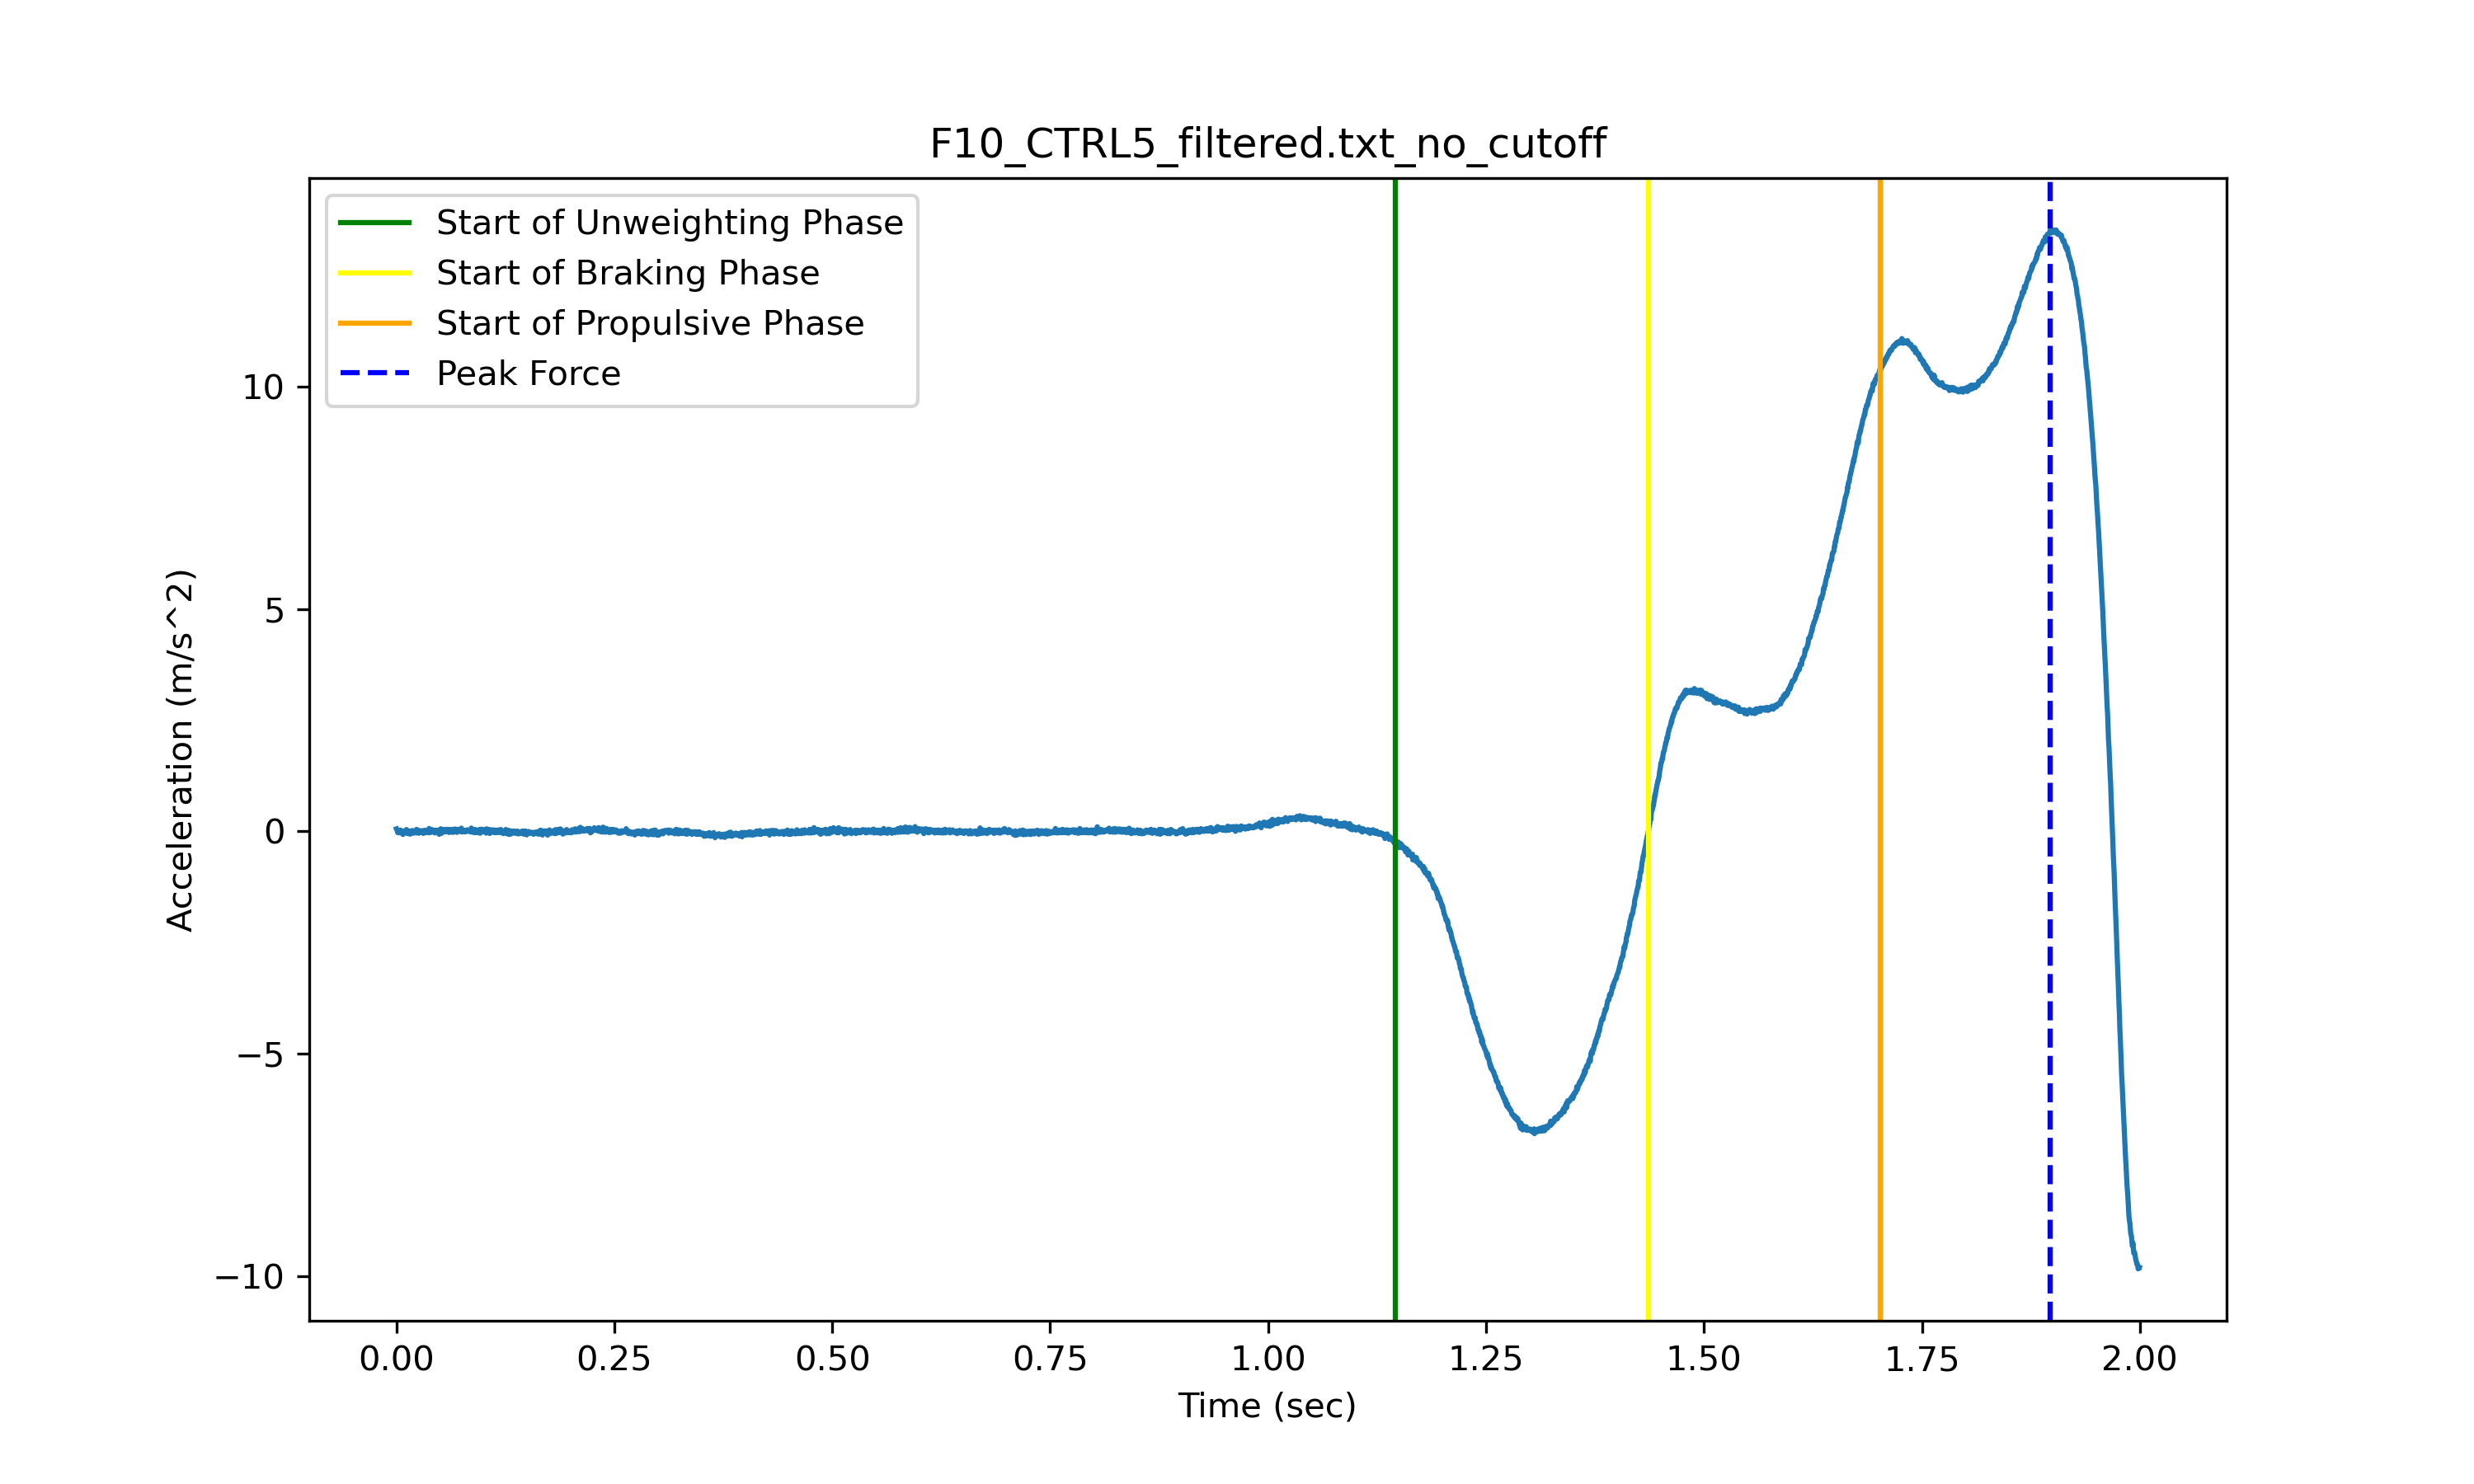 F10_CTRL5_filtered.txt_no_cutoff
Start of Unweighting Phase
Start of Braking Phase
Start of Propulsive Phase
Peak Force
10
5
0
−5
−10
Acceleration (m/s^2)
0.00 0.25 0.50 0.75 1.00 1.25 1.50 1.75 2.00
Time (sec)